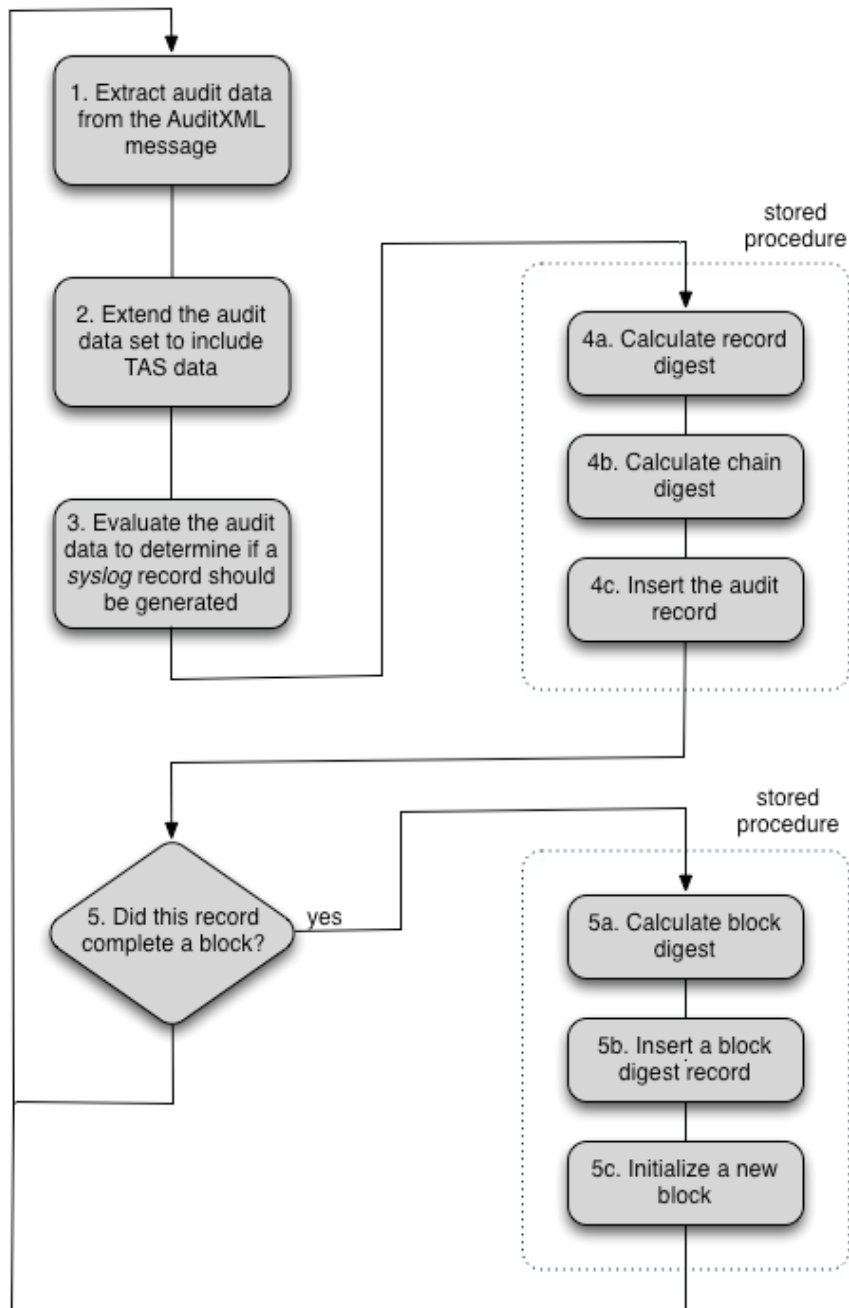 1. Extract audit data
from the AuditXML
message
2. Extend the audit
data set to include
TAS data
3. Evaluate the audit
data to determine if a
syslog record should
be generated
stored
procedure
4a. Calculate record
digest
4b. Calculate chain
digest
4c. Insert the audit
record
5. Did this record
complete a block?
yes
stored
procedure
5a. Calculate block
digest
5b. Insert a block
digest record
5c. Initialize a new
block